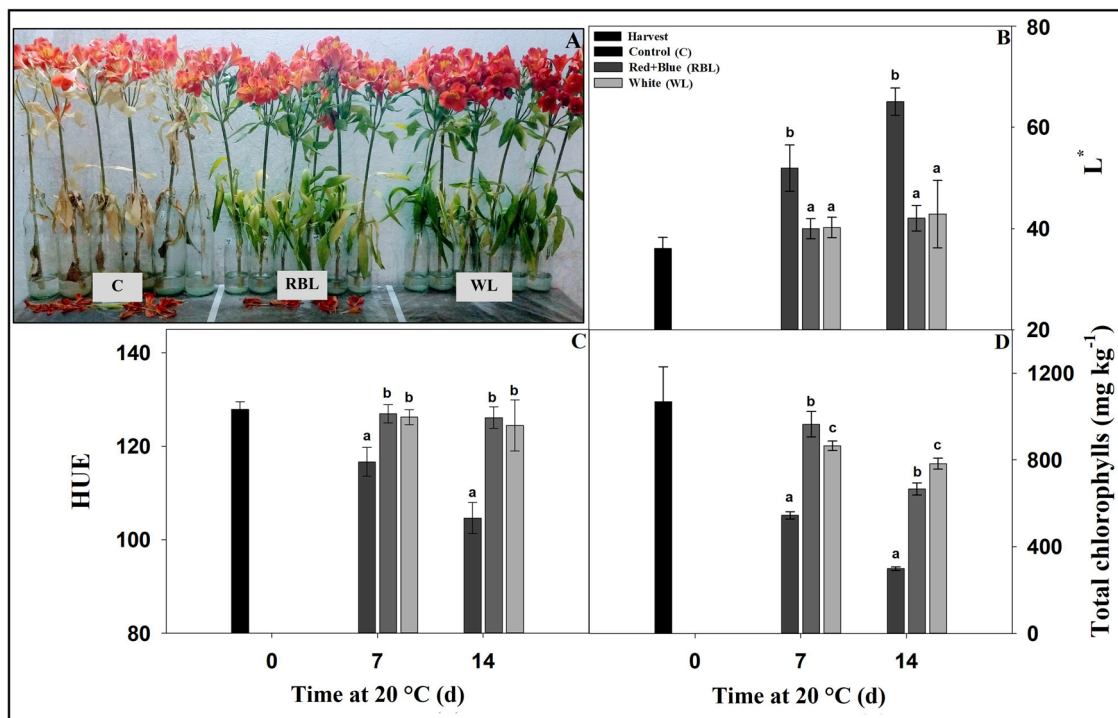 A
C
RBL
WL
B
Harvest
Control (C)
Red+Blue (RBL)
White (WL)
80
60
40
20
L*
b
a
a
b
a
a
C
140
120
100
80
HUE
a
b
b
a
b
b
0
7
14
Time at 20 °C (d)
D
1200
800
400
0
Total chlorophylls (mg kg-1)
a
b
c
a
b
c
0
7
14
Time at 20 °C (d)